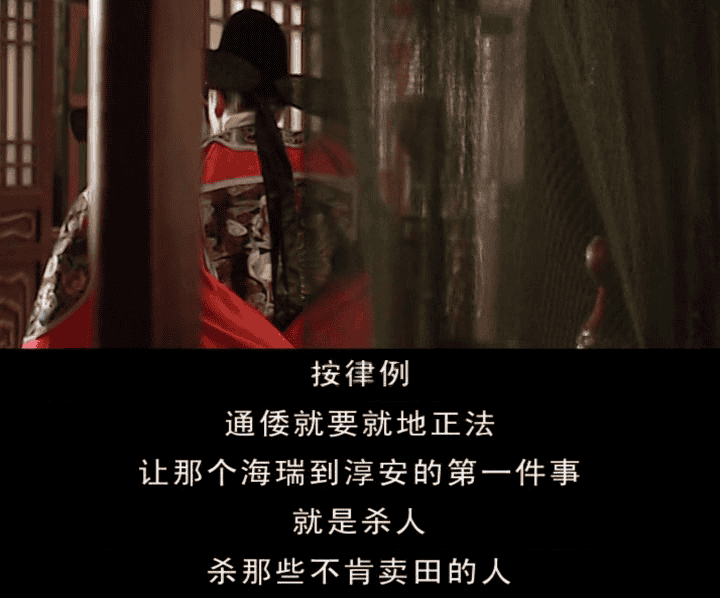 按律例
通倭就要就地正法
让那个海瑞到淳安的第一件事
就是杀人
杀那些不肯卖田的人